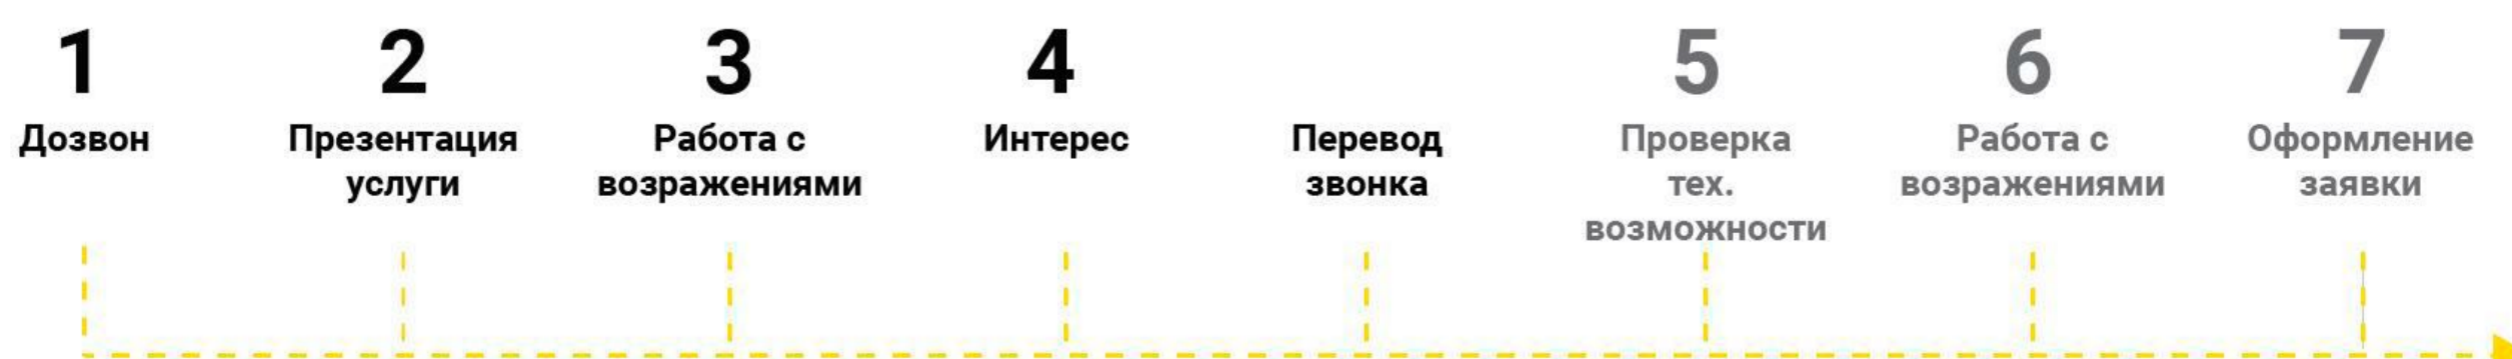 1
Дозвон
2
Презентация
услуги
3
Работа с
возражениями
4
Интерес
Перевод
звонка
5
Проверка
тех.
возможности
6
Работа с
возражениями
7
Оформление
заявки